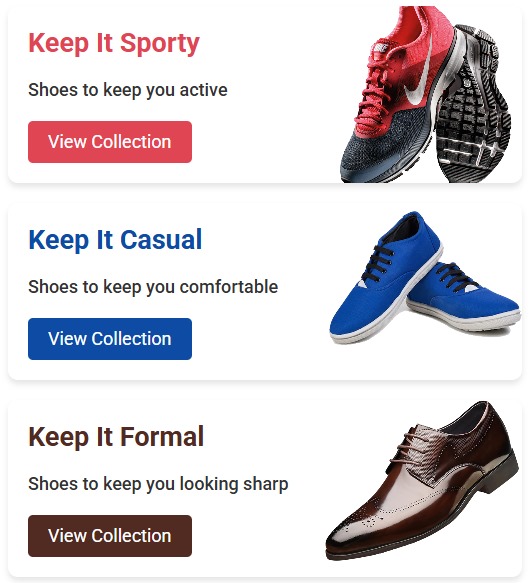 Keep It Sporty
Shoes to keep you active
View Collection
Keep It Casual
Shoes to keep you comfortable
View Collection
Keep It Formal
Shoes to keep you looking sharp
View Collection